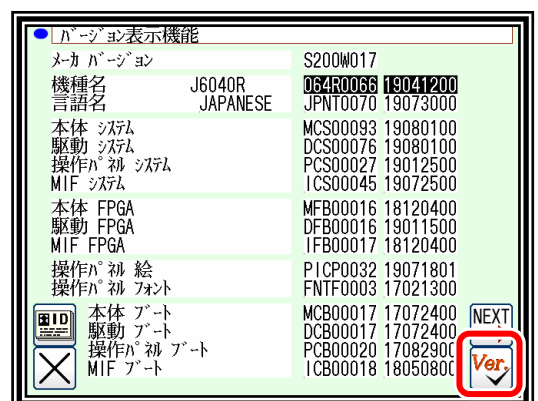 バージョン表示機能
メーカ バージョン S200W017
機種名 J6040R 064R0066 19041200
言語名 JAPANESE JPNT0070 19073000
本体 システム MCS00093 19080100
駆動 システム DCS00076 19080100
操作パネル システム PCS00027 19012500
MIF システム ICS00045 19072500
本体 FPGA MFB00016 18120400
駆動 FPGA DFB00016 19011500
MIF FPGA IFB00017 18120400
操作パネル 絵 PICP0032 19071801
操作パネル フォント FNTF0003 17021300
ID 本体 ブート MCB00017 17072400 NEXT
駆動 ブート DCB00017 17072400
操作パネル ブート PCB00020 17082900
MIF ブート ICB00018 18050800 Ver.